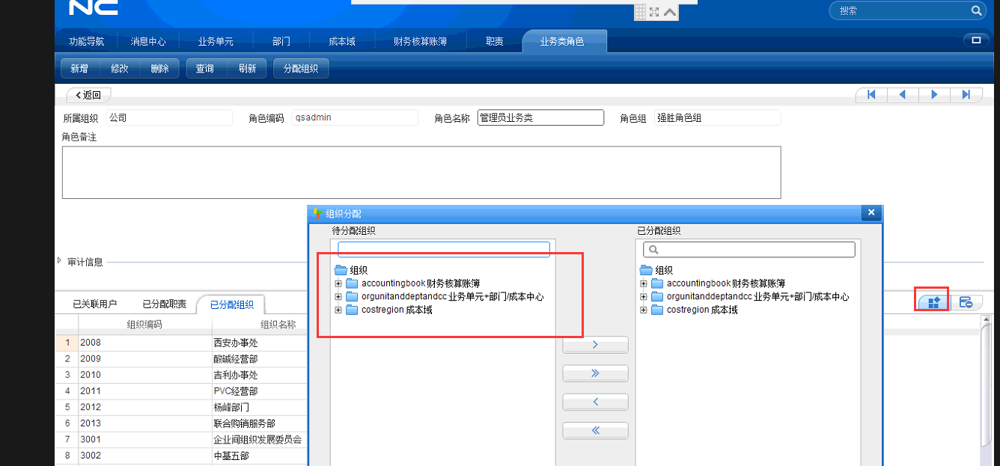 NC
搜索
功能导航 消息中心 业务单元 部门 成本域 财务核算账簿 职责 业务类角色
新增 修改 删除 查询 刷新 分配组织
返回
所属组织 公司 角色编码 qsadmin 角色名称 管理员业务类 角色组 强胜角色组
角色备注
组织分配
待分配组织 已分配组织
组织 组织
accountingbook 财务核算账簿 accountingbook 财务核算账簿
orgunitanddeptandcc 业务单元+部门/成本中心 orgunitanddeptandcc 业务单元+部门/成本中心
costregion 成本域 costregion 成本域
审计信息
已关联用户 已分配职责 已分配组织
组织编码 组织名称
1 2008 西安办事处
2 2009 酸碱经营部
3 2010 吉利办事处
4 2011 PVC经营部
5 2012 杨峰部门
6 2013 联合购销服务部
7 3001 企业间组织发展委员会
8 3002 中基五部